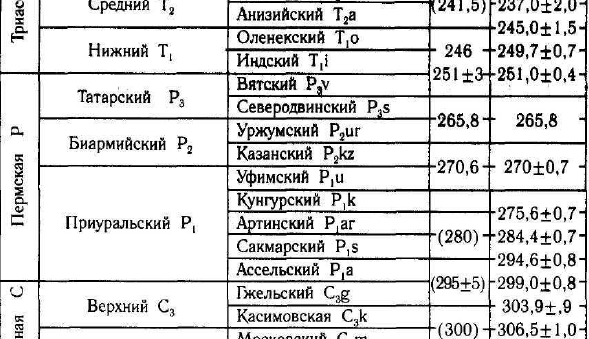 Триас
Средний T₂
Анизийский T₂a
(241,5)
237,0±2,0
245,0±1,5
Нижний T₁
Оленекский T₁o
Индский T₁i
246
249,7±0,7
251±3
251,0±0,4
Пермская P
Татарский P₃
Вятский P₃v
Северодвинский P₃s
265,8
265,8
Биармийский P₂
Уржумский P₂ur
Казанский P₂kz
270,6
270±0,7
Приуральский P₁
Уфимский P₁u
Кунгурский P₁k
275,6±0,7
Артинский P₁ar
(280)
284,4±0,7
Сакмарский P₁s
294,6±0,8
Ассельский P₁a
(295±5)
299,0±0,8
ная C
Верхний C₃
Гжельский C₃g
303,9±,9
Касимовская C₃k
(300)
306,5±1,0
Московский C₂m